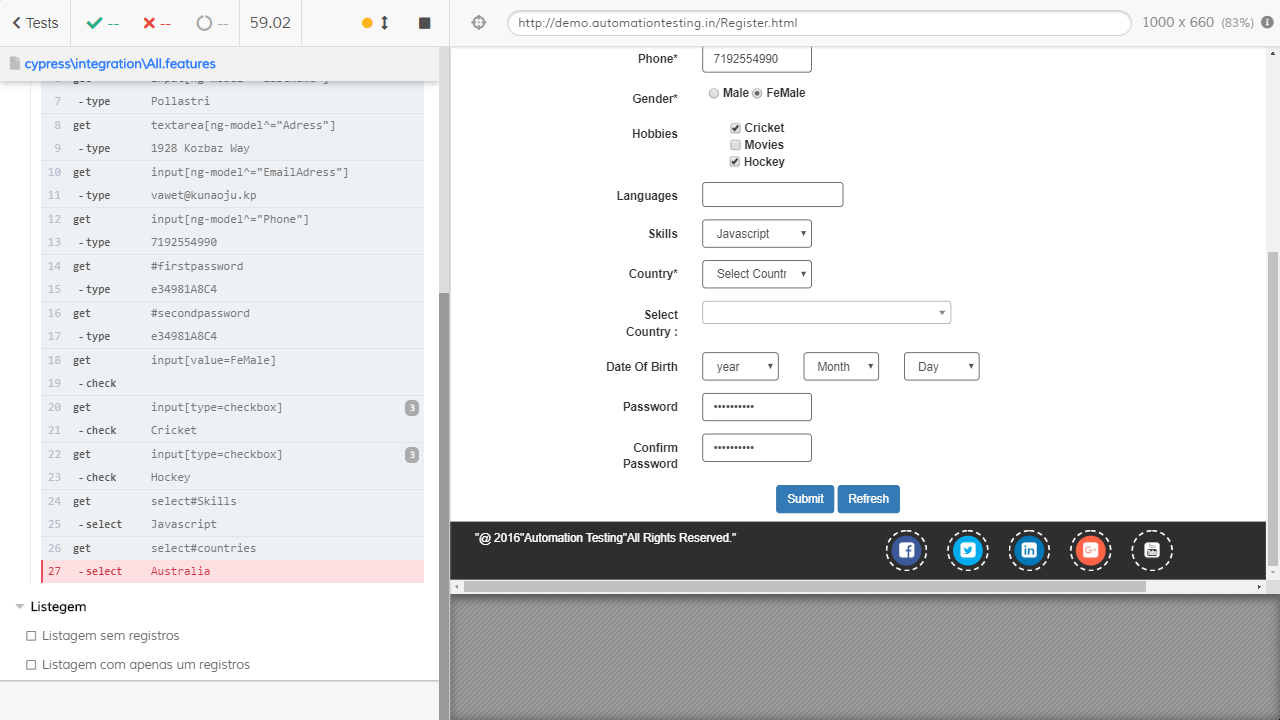 Tests
--
--
--
59.02
cypress\integration\All.features
7 - type Pollastri
8 get textarea[ng-model^="Adress"]
9 - type 1928 Kozbaz Way
10 get input[ng-model^="EmailAdress"]
11 - type vawet@kunaoju.kp
12 get input[ng-model^="Phone"]
13 - type 7192554990
14 get #firstpassword
15 - type e34981A8C4
16 get #secondpassword
17 - type e34981A8C4
18 get input[value=FeMale]
19 - check
20 get input[type=checkbox] 3
21 - check Cricket
22 get input[type=checkbox] 3
23 - check Hockey
24 get select#Skills
25 - select Javascript
26 get select#countries
27 - select Australia
Listegem
Listagem sem registros
Listagem com apenas um registros
http://demo.automationtesting.in/Register.html
1000 x 660 (83%)
Phone* 7192554990
Gender* Male FeMale
Hobbies Cricket
Movies
Hockey
Languages
Skills Javascript
Country* Select Countr
Select
Country :
Date Of Birth year Month Day
Password ••••••••••
Confirm ••••••••••
Password
Submit Refresh
"@ 2016"Automation Testing"All Rights Reserved."